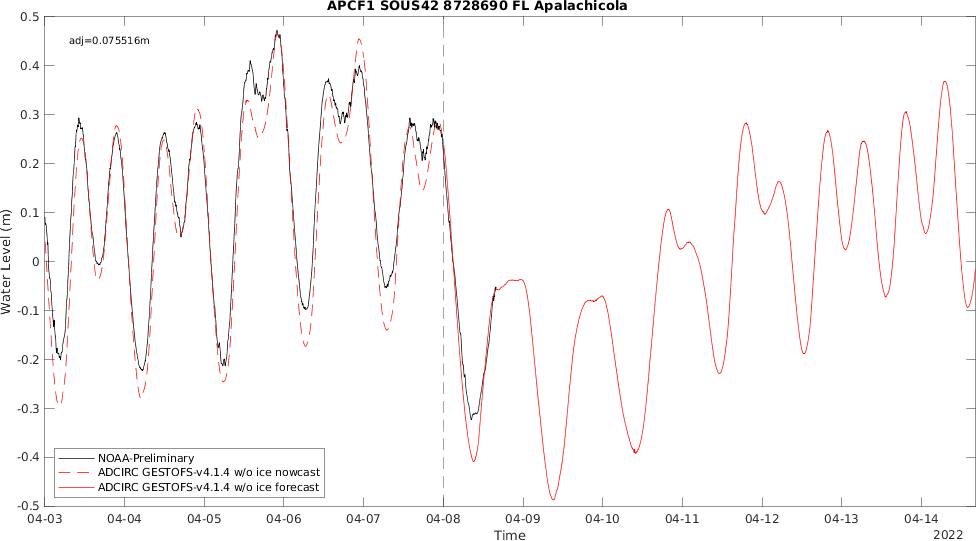 APCF1 SOUS42 8728690 FL Apalachicola
adj=0.075516m
0.5
0.4
0.3
0.2
0.1
0
-0.1
-0.2
-0.3
-0.4
-0.5
Water Level (m)
NOAA-Preliminary
ADCIRC GESTOFS-v4.1.4 w/o ice nowcast
ADCIRC GESTOFS-v4.1.4 w/o ice forecast
04-03 04-04 04-05 04-06 04-07 04-08 04-09 04-10 04-11 04-12 04-13 04-14
Time
2022